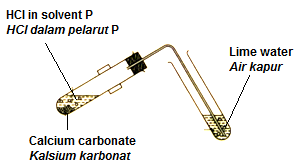 HCl in solvent P
HCl dalam pelarut P
Lime water
Air kapur
Calcium carbonate
Kalsium karbonat